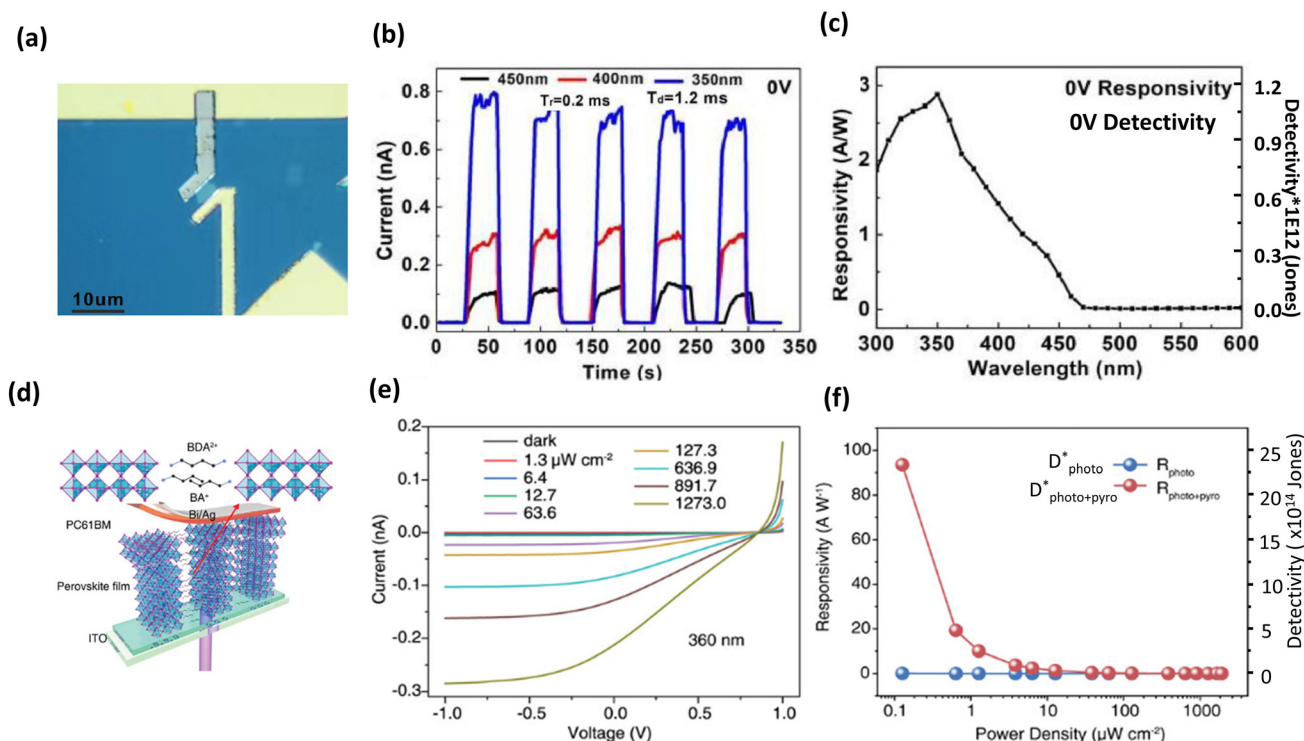 (a)
10um
(b)
450nm 400nm 350nm 0V
Tr=0.2 ms Td=1.2 ms
Current (nA)
0.8
0.6
0.4
0.2
0.0
0 50 100 150 200 250 300 350
Time (s)
(c)
0V Responsivity
0V Detectivity
Responsivity (A/W)
3
2
1
0
Detectivity*1E12 (Jones)
1.2
0.9
0.6
0.3
0.0
300 350 400 450 500 550 600
Wavelength (nm)
(d)
BDA²⁺
BA⁺
Bi/Ag
PC61BM
Perovskite film
ITO
(e)
Current (nA)
0.2
0.1
0.0
-0.1
-0.2
-0.3
dark
1.3 µW cm⁻²
6.4
12.7
63.6
127.3
636.9
891.7
1273.0
360 nm
-1.0 -0.5 0.0 0.5 1.0
Voltage (V)
(f)
D*photo Rphoto
D*photo+pyro Rphoto+pyro
Responsivity (A W⁻¹)
100
80
60
40
20
0
Detectivity (x10¹⁴ Jones)
25
20
15
10
5
0
0.1 1 10 100 1000
Power Density (µW cm⁻²)